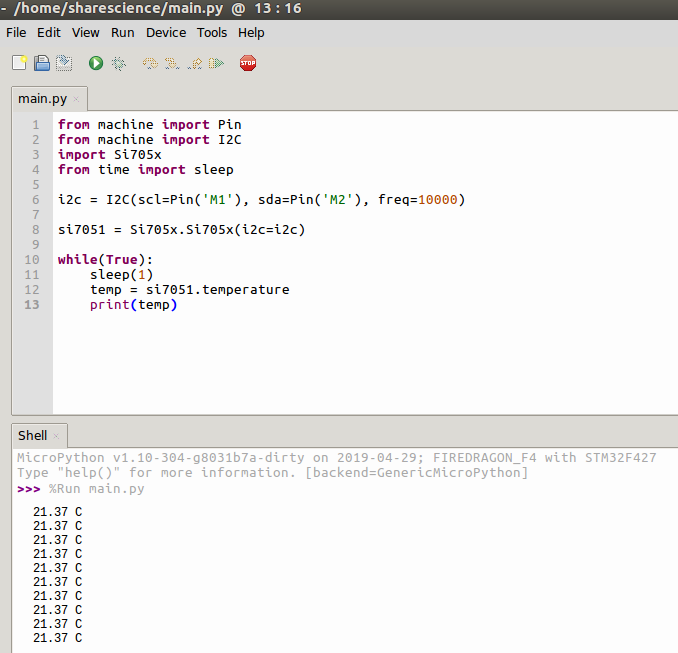 - /home/sharescience/main.py @ 13 : 16
File Edit View Run Device Tools Help
STOP
main.py ×
1 from machine import Pin
2 from machine import I2C
3 import Si705x
4 from time import sleep
5
6 i2c = I2C(scl=Pin('M1'), sda=Pin('M2'), freq=10000)
7
8 si7051 = Si705x.Si705x(i2c=i2c)
9
10 while(True):
11     sleep(1)
12     temp = si7051.temperature
13     print(temp)
Shell ×
MicroPython v1.10-304-g8031b7a-dirty on 2019-04-29; FIREDRAGON_F4 with STM32F427
Type "help()" for more information. [backend=GenericMicroPython]
>>> %Run main.py
21.37 C
21.37 C
21.37 C
21.37 C
21.37 C
21.37 C
21.37 C
21.37 C
21.37 C
21.37 C